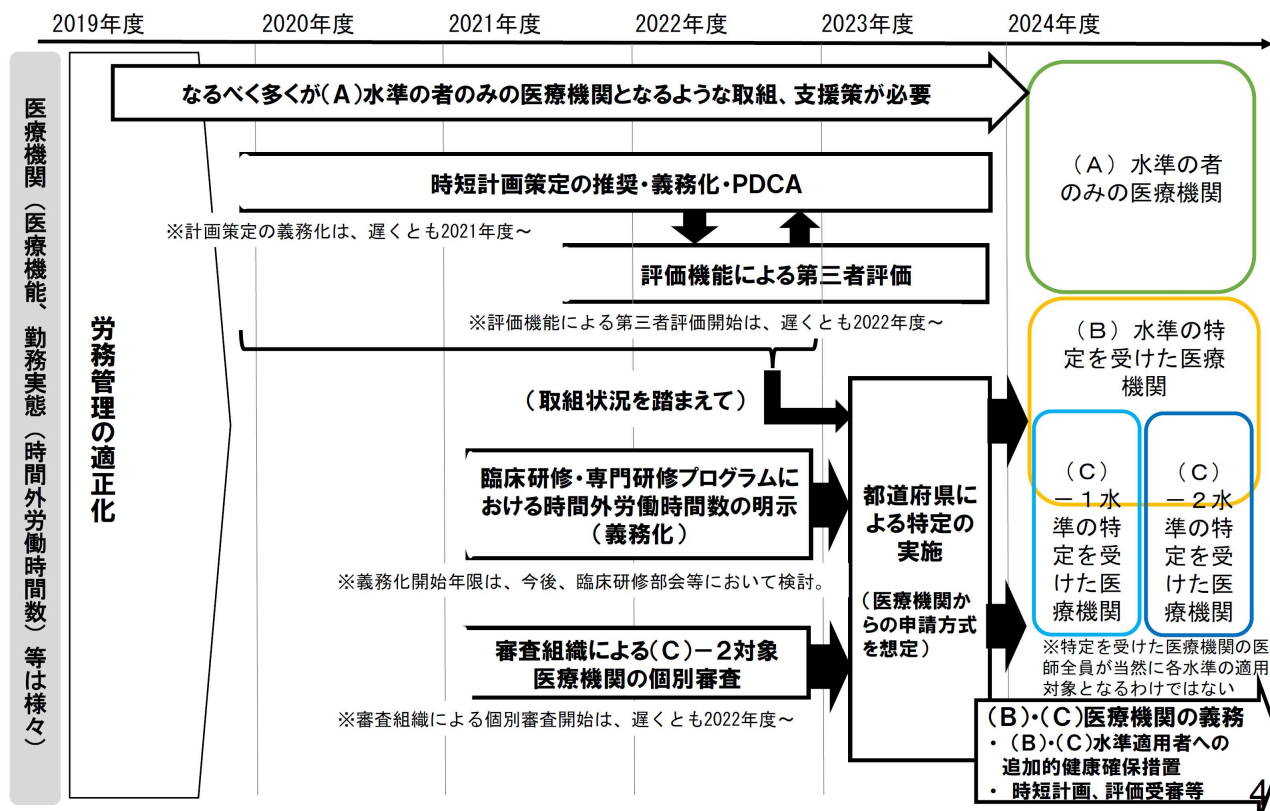 2019年度
2020年度
2021年度
2022年度
2023年度
2024年度
医療機関（医療機能、勤務実態（時間外労働時間数）等は様々）
労務管理の適正化
なるべく多くが(A)水準の者のみの医療機関となるような取組、支援策が必要
時短計画策定の推奨・義務化・PDCA
※計画策定の義務化は、遅くとも2021年度～
評価機能による第三者評価
※評価機能による第三者評価開始は、遅くとも2022年度～
（取組状況を踏まえて）
臨床研修・専門研修プログラムに
おける時間外労働時間数の明示
（義務化）
※義務化開始年限は、今後、臨床研修部会等において検討。
審査組織による(C)－2対象
医療機関の個別審査
※審査組織による個別審査開始は、遅くとも2022年度～
都道府県に
よる特定の
実施
（医療機関か
らの申請方式
を想定）
（Ａ）水準の者
のみの医療機関
（Ｂ）水準の特
定を受けた医療
機関
（Ｃ）
－１水
準の特
定を受
けた医
療機関
（Ｃ）
－２水
準の特
定を受
けた医
療機関
※特定を受けた医療機関の医
師全員が当然に各水準の適用
対象となるわけではない
(B)・(C)医療機関の義務
・ (B)・(C)水準適用者への
追加的健康確保措置
・ 時短計画、評価受審等
4